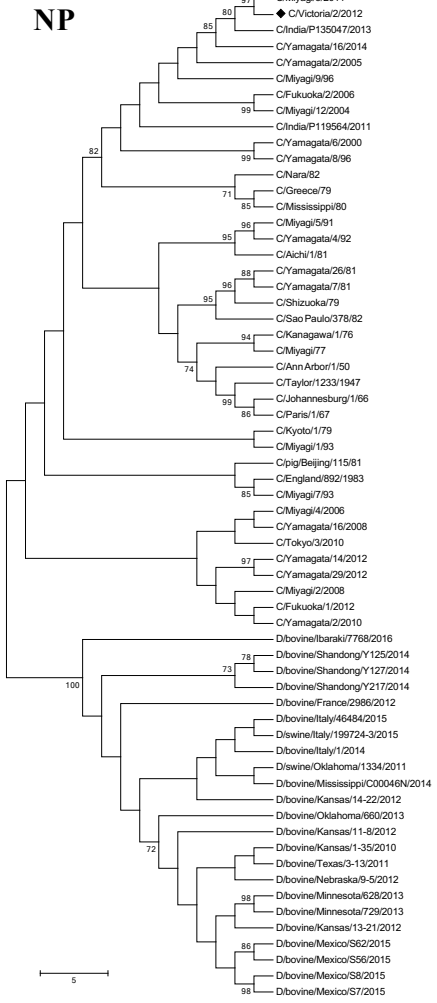 NP
97
80
◆ C/Victoria/2/2012
85
C/India/P135047/2013
C/Yamagata/16/2014
C/Yamagata/2/2005
C/Miyagi/9/96
C/Fukuoka/2/2006
99
C/Miyagi/12/2004
C/India/P119564/2011
82
C/Yamagata/6/2000
99
C/Yamagata/8/96
C/Nara/82
71
C/Greece/79
85
C/Mississippi/80
96
C/Miyagi/5/91
95
C/Yamagata/4/92
C/Aichi/1/81
88
C/Yamagata/26/81
96
C/Yamagata/7/81
95
C/Shizuoka/79
C/Sao Paulo/378/82
94
C/Kanagawa/1/76
C/Miyagi/77
74
C/Ann Arbor/1/50
C/Taylor/1233/1947
99
C/Johannesburg/1/66
86
C/Paris/1/67
C/Kyoto/1/79
C/Miyagi/1/93
C/pig/Beijing/115/81
C/England/892/1983
85
C/Miyagi/7/93
C/Miyagi/4/2006
C/Yamagata/16/2008
C/Tokyo/3/2010
97
C/Yamagata/14/2012
C/Yamagata/29/2012
C/Miyagi/2/2008
C/Fukuoka/1/2012
C/Yamagata/2/2010
D/bovine/Ibaraki/7768/2016
78
D/bovine/Shandong/Y125/2014
73
D/bovine/Shandong/Y127/2014
100
D/bovine/Shandong/Y217/2014
D/bovine/France/2986/2012
D/bovine/Italy/46484/2015
D/swine/Italy/199724-3/2015
D/bovine/Italy/1/2014
D/swine/Oklahoma/1334/2011
D/bovine/Mississippi/C00046N/2014
D/bovine/Kansas/14-22/2012
D/bovine/Oklahoma/660/2013
72
D/bovine/Kansas/11-8/2012
D/bovine/Kansas/1-35/2010
D/bovine/Texas/3-13/2011
D/bovine/Nebraska/9-5/2012
98
D/bovine/Minnesota/628/2013
D/bovine/Minnesota/729/2013
D/bovine/Kansas/13-21/2012
86
D/bovine/Mexico/S62/2015
D/bovine/Mexico/S56/2015
D/bovine/Mexico/S8/2015
98
D/bovine/Mexico/S7/2015
5